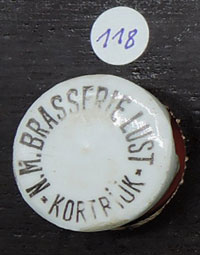 118
N.M. BRASSERIE LUST
* KORTRIJK *